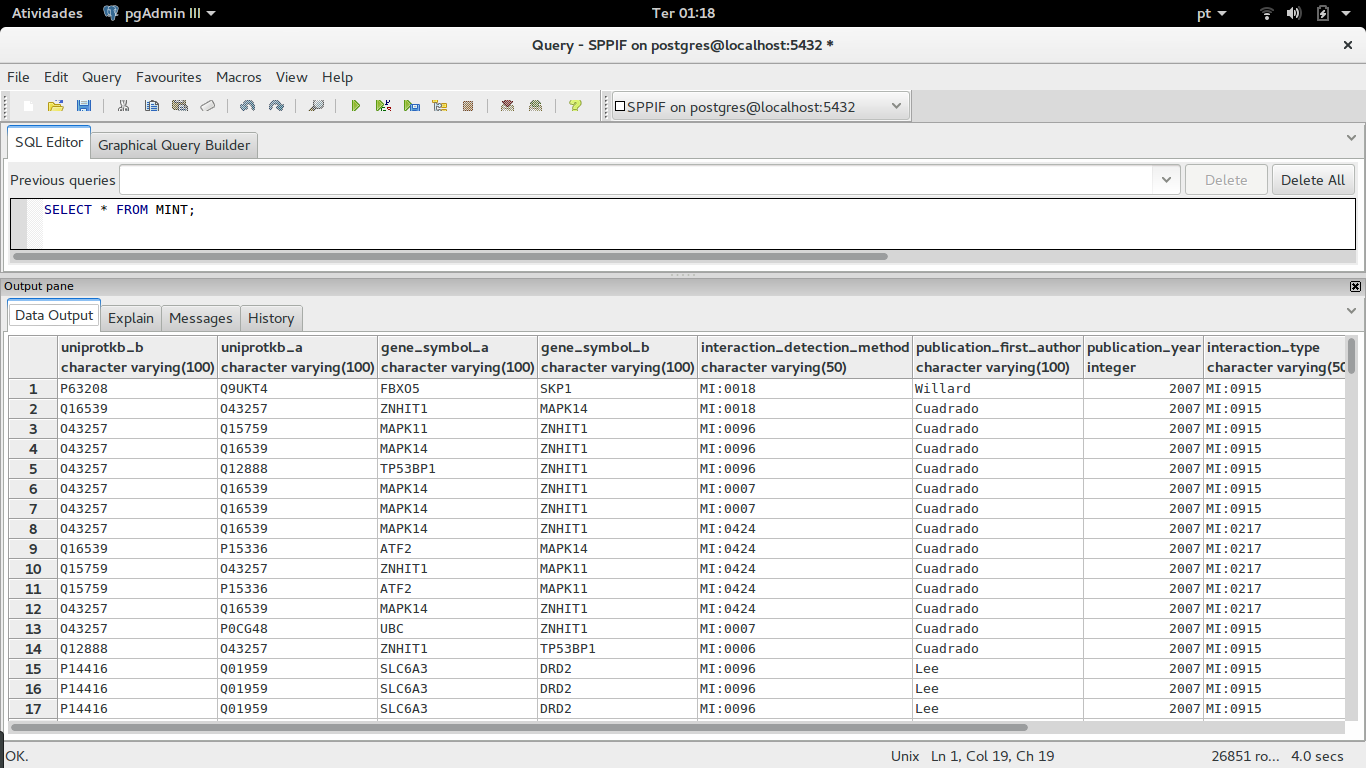 Atividades pgAdmin III Ter 01:18 pt
Query - SPPIF on postgres@localhost:5432 *
File Edit Query Favourites Macros View Help
SPPIF on postgres@localhost:5432
SQL Editor Graphical Query Builder
Previous queries Delete Delete All
SELECT * FROM MINT;
Output pane
Data Output Explain Messages History
uniprotkb_b uniprotkb_a gene_symbol_a gene_symbol_b interaction_detection_method publication_first_author publication_year interaction_type
character varying(100) character varying(100) character varying(100) character varying(100) character varying(50) character varying(100) integer character varying(50
1 P63208 Q9UKT4 FBXO5 SKP1 MI:0018 Willard 2007 MI:0915
2 Q16539 O43257 ZNHIT1 MAPK14 MI:0018 Cuadrado 2007 MI:0915
3 O43257 Q15759 MAPK11 ZNHIT1 MI:0096 Cuadrado 2007 MI:0915
4 O43257 Q16539 MAPK14 ZNHIT1 MI:0096 Cuadrado 2007 MI:0915
5 O43257 Q12888 TP53BP1 ZNHIT1 MI:0096 Cuadrado 2007 MI:0915
6 O43257 Q16539 MAPK14 ZNHIT1 MI:0007 Cuadrado 2007 MI:0915
7 O43257 Q16539 MAPK14 ZNHIT1 MI:0007 Cuadrado 2007 MI:0915
8 O43257 Q16539 MAPK14 ZNHIT1 MI:0424 Cuadrado 2007 MI:0217
9 Q16539 P15336 ATF2 MAPK14 MI:0424 Cuadrado 2007 MI:0217
10 Q15759 O43257 ZNHIT1 MAPK11 MI:0424 Cuadrado 2007 MI:0217
11 Q15759 P15336 ATF2 MAPK11 MI:0424 Cuadrado 2007 MI:0217
12 O43257 Q16539 MAPK14 ZNHIT1 MI:0424 Cuadrado 2007 MI:0217
13 O43257 P0CG48 UBC ZNHIT1 MI:0007 Cuadrado 2007 MI:0915
14 Q12888 O43257 ZNHIT1 TP53BP1 MI:0006 Cuadrado 2007 MI:0915
15 P14416 Q01959 SLC6A3 DRD2 MI:0096 Lee 2007 MI:0915
16 P14416 Q01959 SLC6A3 DRD2 MI:0096 Lee 2007 MI:0915
17 P14416 Q01959 SLC6A3 DRD2 MI:0096 Lee 2007 MI:0915
OK. Unix Ln 1, Col 19, Ch 19 26851 ro... 4.0 secs